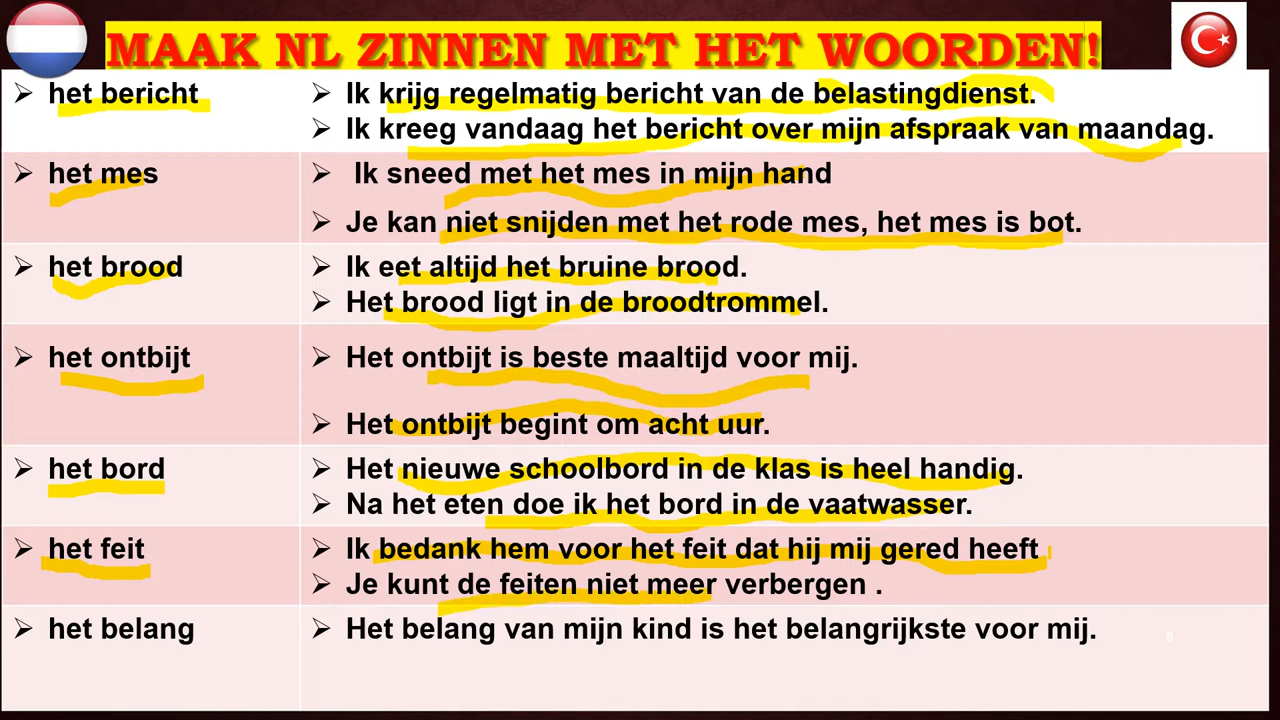 MAAK NL ZINNEN MET HET WOORDEN!
het bericht
Ik krijg regelmatig bericht van de belastingdienst.
Ik kreeg vandaag het bericht over mijn afspraak van maandag.
het mes
Ik sneed met het mes in mijn hand
Je kan niet snijden met het rode mes, het mes is bot.
het brood
Ik eet altijd het bruine brood.
Het brood ligt in de broodtrommel.
het ontbijt
Het ontbijt is beste maaltijd voor mij.
Het ontbijt begint om acht uur.
het bord
Het nieuwe schoolbord in de klas is heel handig.
Na het eten doe ik het bord in de vaatwasser.
het feit
Ik bedank hem voor het feit dat hij mij gered heeft
Je kunt de feiten niet meer verbergen .
het belang
Het belang van mijn kind is het belangrijkste voor mij.
8